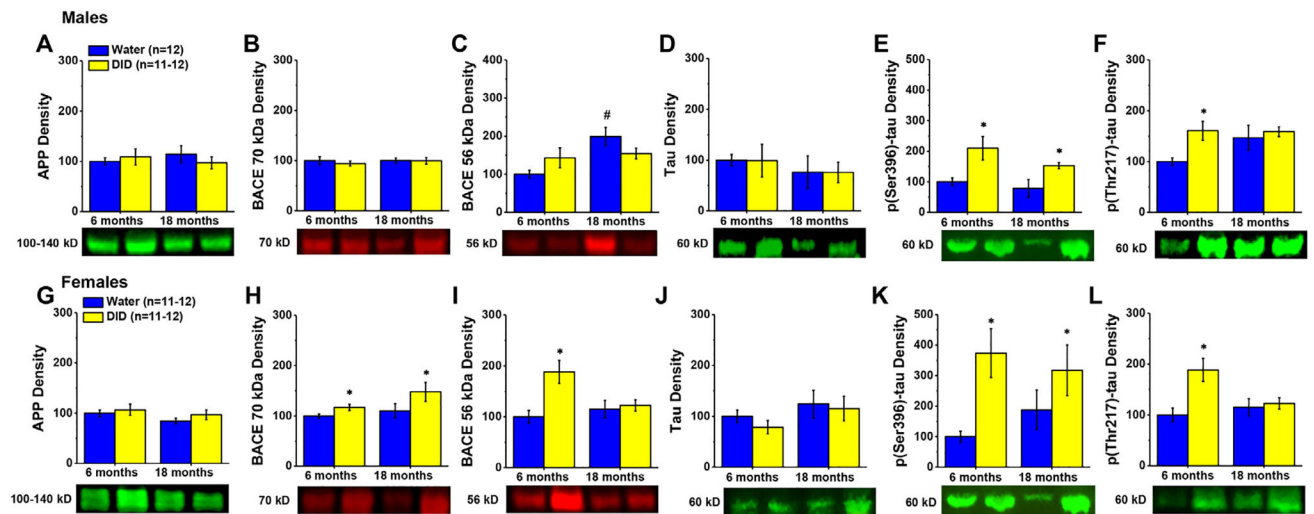 Males
A
300
200
100
0
APP Density
Water (n=12)
DID (n=11-12)
6 months
18 months
100-140 kD
B
300
200
100
0
BACE 70 kDa Density
6 months
18 months
70 kD
C
400
300
200
100
0
BACE 56 kDa Density
#
6 months
18 months
56 kD
D
300
200
100
0
Tau Density
6 months
18 months
60 kD
E
500
400
300
200
100
0
p(Ser396)-tau Density
*
*
6 months
18 months
60 kD
F
300
200
100
0
p(Thr217)-tau Density
*
6 months
18 months
60 kD
Females
G
300
200
100
0
APP Density
Water (n=11-12)
DID (n=11-12)
6 months
18 months
100-140 kD
H
300
200
100
0
BACE 70 kDa Density
*
*
6 months
18 months
70 kD
I
300
200
100
0
BACE 56 kDa Density
*
6 months
18 months
56 kD
J
300
200
100
0
Tau Density
6 months
18 months
60 kD
K
500
400
300
200
100
0
p(Ser396)-tau Density
*
*
6 months
18 months
60 kD
L
300
200
100
0
p(Thr217)-tau Density
*
6 months
18 months
60 kD